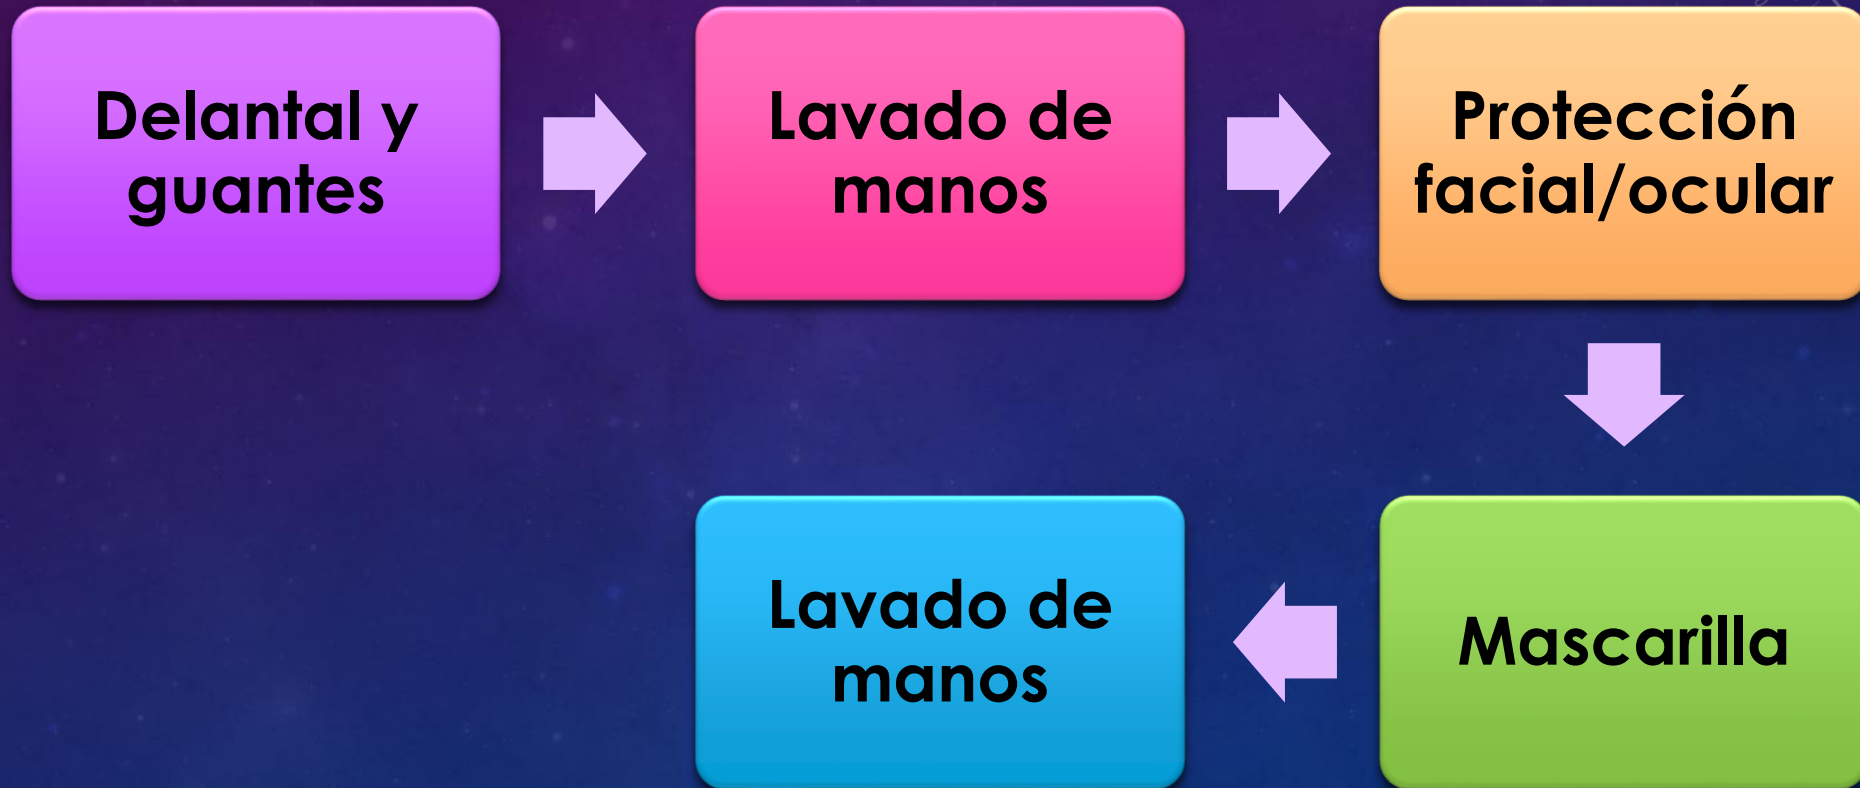 Delantal y
guantes
Lavado de
manos
Protección
facial/ocular
Mascarilla
Lavado de
manos